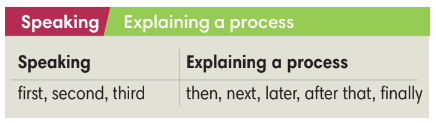 Speaking Explaining a process
Speaking Explaining a process
first, second, third then, next, later, after that, finally